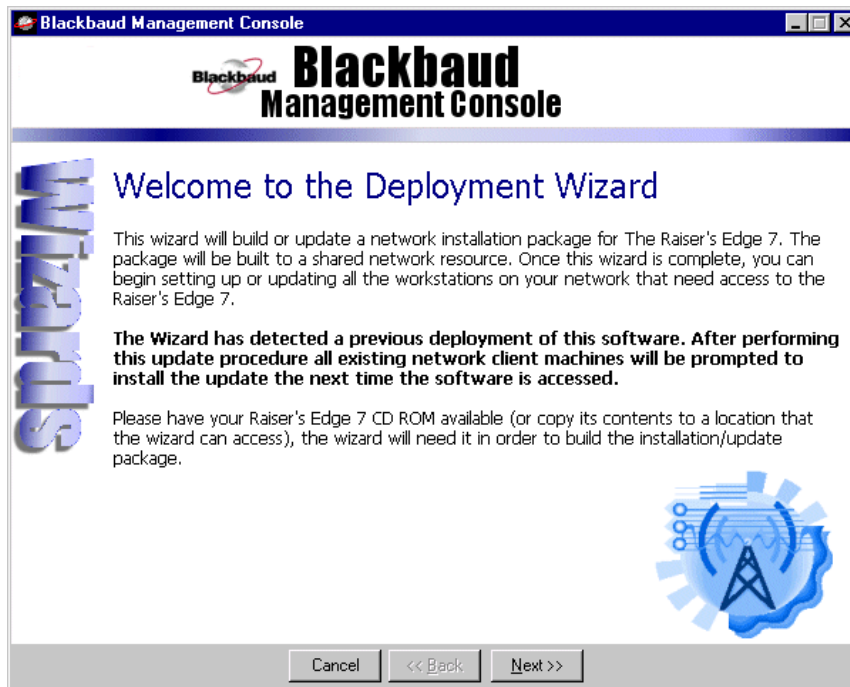 Blackbaud Management Console
Blackbaud Blackbaud
Management Console
Wizards
Welcome to the Deployment Wizard
This wizard will build or update a network installation package for The Raiser's Edge 7. The
package will be built to a shared network resource. Once this wizard is complete, you can
begin setting up or updating all the workstations on your network that need access to the
Raiser's Edge 7.
The Wizard has detected a previous deployment of this software. After performing
this update procedure all existing network client machines will be prompted to
install the update the next time the software is accessed.
Please have your Raiser's Edge 7 CD ROM available (or copy its contents to a location that
the wizard can access), the wizard will need it in order to build the installation/update
package.
Cancel << Back Next >>